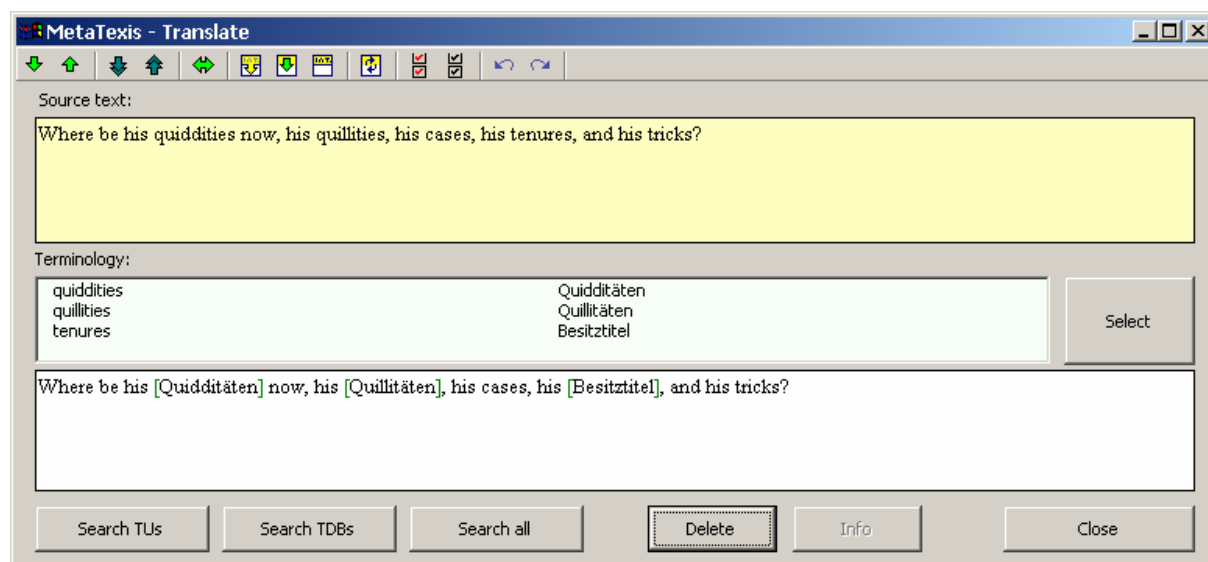 MetaTexis - Translate
Source text:
Where be his quiddities now, his quillities, his cases, his tenures, and his tricks?
Terminology:
quiddities Quidditäten
quillities Quillitäten
tenures Besitztitel
Select
Where be his [Quidditäten] now, his [Quillitäten], his cases, his [Besitztitel], and his tricks?
Search TUs Search TDBs Search all Delete Info Close